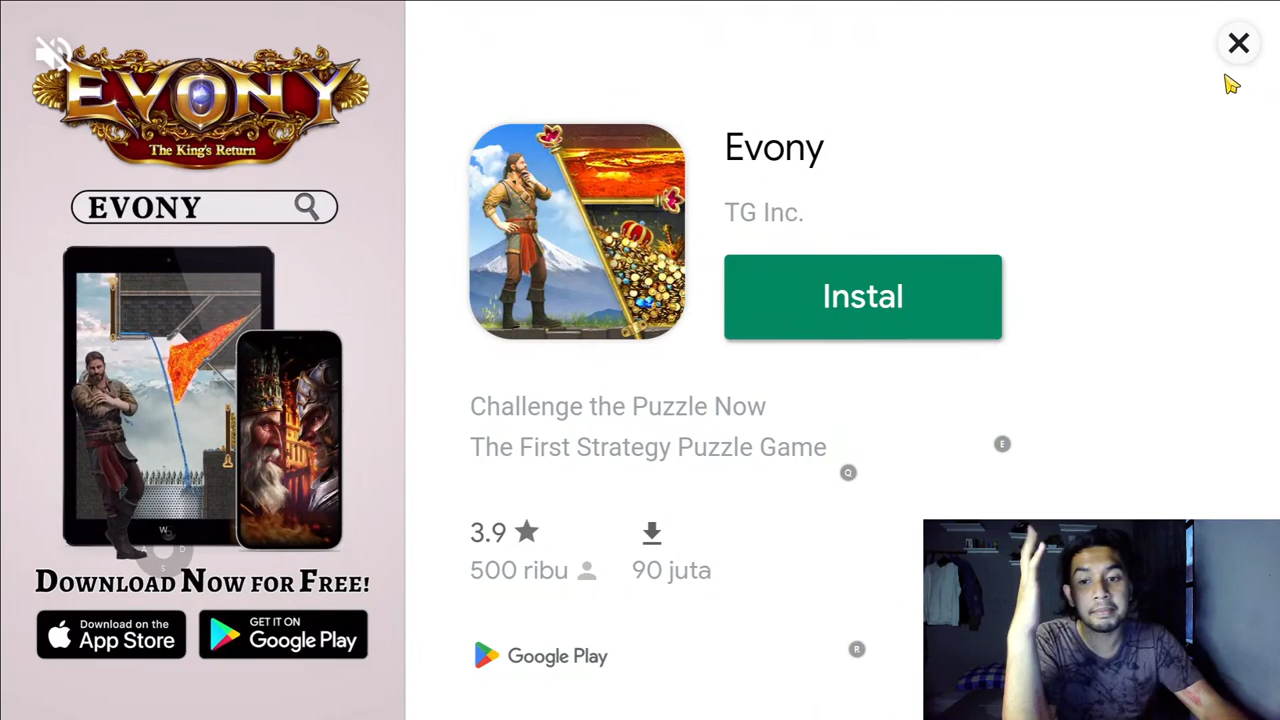 EVONY
The King's Return
EVONY
W
A D
S
DOWNLOAD NOW FOR FREE!
Download on the
App Store
GET IT ON
Google Play
Evony
TG Inc.
Instal
Challenge the Puzzle Now
The First Strategy Puzzle Game
E
Q
3.9
500 ribu
90 juta
R
Google Play